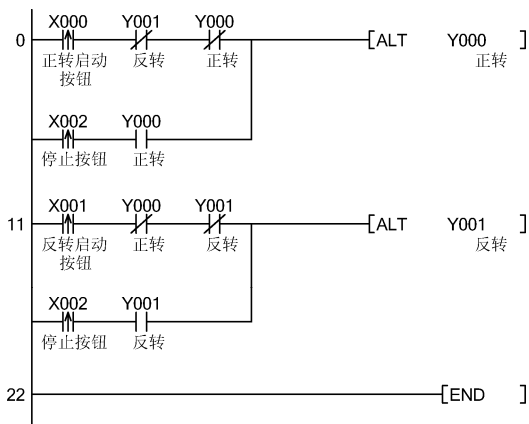 X000 Y001 Y000
0 [ALT Y000 ]
正转启动 反转 正转 正转
按钮
X002 Y000
停止按钮 正转
X001 Y000 Y001
11 [ALT Y001 ]
反转启动 正转 反转 反转
按钮
X002 Y001
停止按钮 反转
22 [END ]